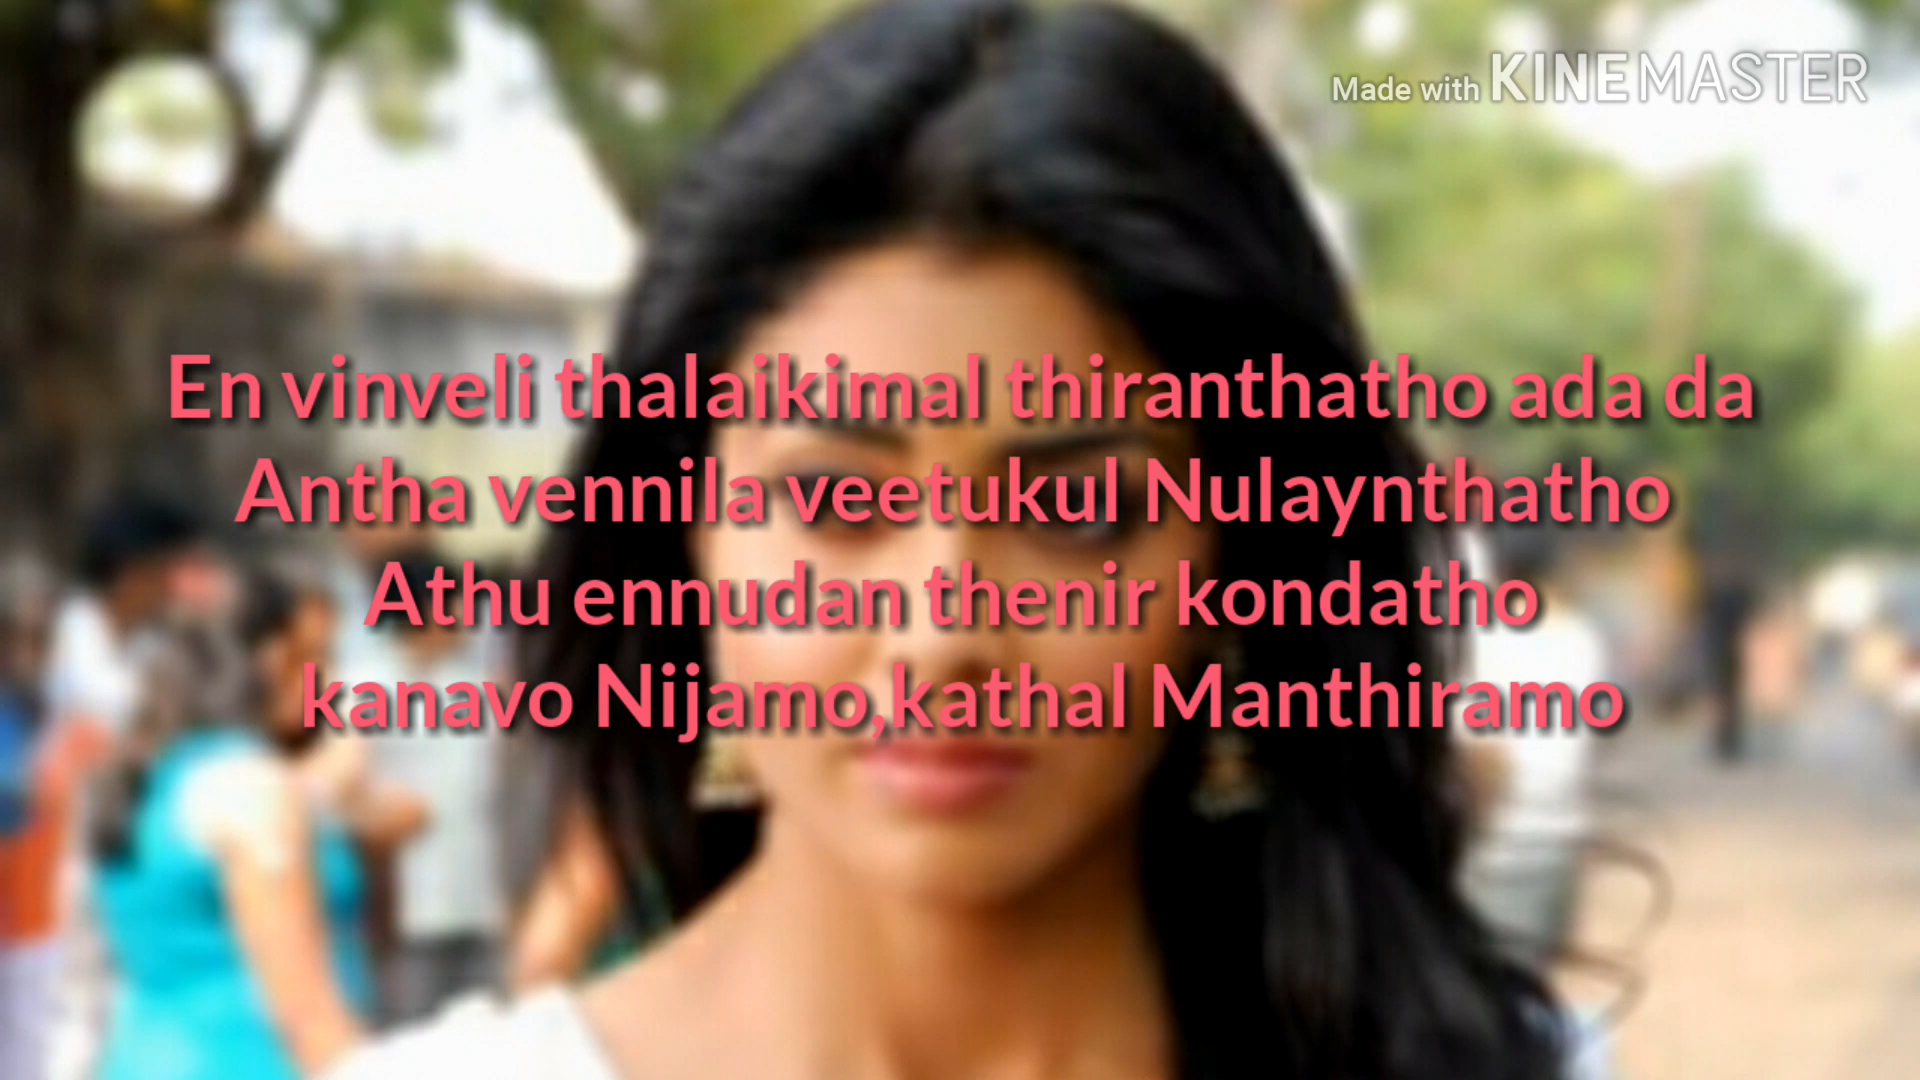 Made with KINEMASTER
En vinveli thalaikimal thiranthatho ada da
Antha vennila veetukul Nulaynthatho
Athu ennudan thenir kondatho
kanavo Nijamo,kathal Manthiramo